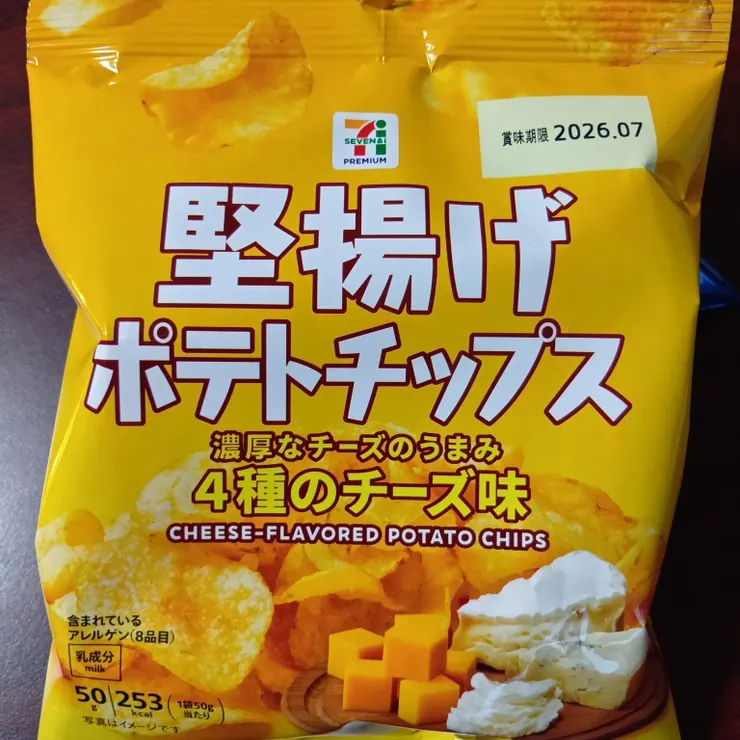 7i
SEVEN&i
PREMIUM
賞味期限 2026.07
堅揚げ
ポテトチップス
濃厚なチーズのうまみ
4種のチーズ味
CHEESE-FLAVORED POTATO CHIPS
含まれている
アレルゲン(8品目)
乳成分
milk
50g 253kcal (1袋50g当たり)
写真はイメージです